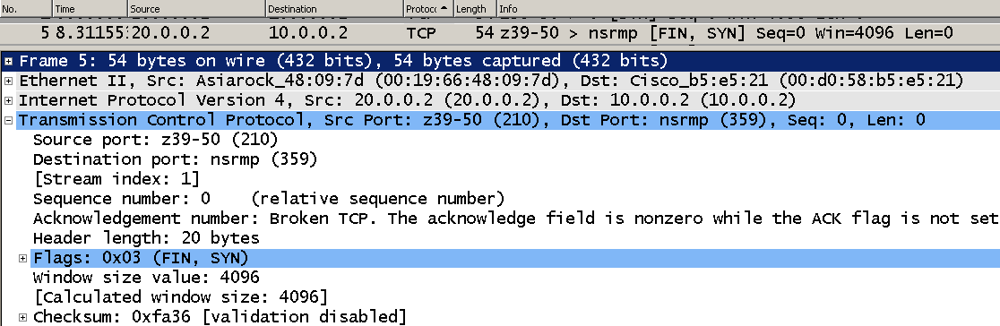 No. Time Source Destination Protocc Length Info
5 8.31155 20.0.0.2 10.0.0.2 TCP 54 z39-50 > nsrmp [FIN, SYN] Seq=0 Win=4096 Len=0
Frame 5: 54 bytes on wire (432 bits), 54 bytes captured (432 bits)
Ethernet II, Src: Asiarock_48:09:7d (00:19:66:48:09:7d), Dst: Cisco_b5:e5:21 (00:d0:58:b5:e5:21)
Internet Protocol Version 4, Src: 20.0.0.2 (20.0.0.2), Dst: 10.0.0.2 (10.0.0.2)
Transmission Control Protocol, Src Port: z39-50 (210), Dst Port: nsrmp (359), Seq: 0, Len: 0
Source port: z39-50 (210)
Destination port: nsrmp (359)
[Stream index: 1]
Sequence number: 0 (relative sequence number)
Acknowledgement number: Broken TCP. The acknowledge field is nonzero while the ACK flag is not set
Header length: 20 bytes
Flags: 0x03 (FIN, SYN)
Window size value: 4096
[Calculated window size: 4096]
Checksum: 0xfa36 [validation disabled]